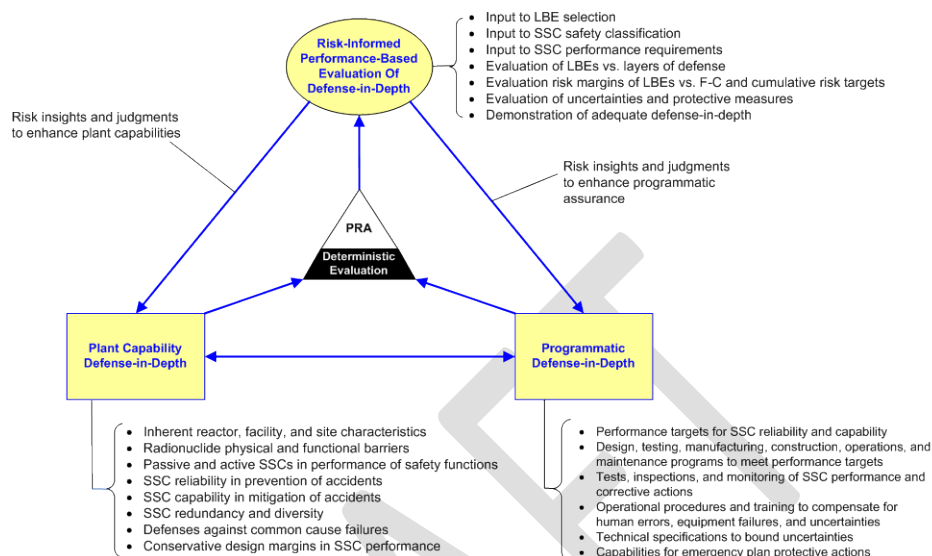 Risk-Informed
Performance-Based
Evaluation Of
Defense-in-Depth
• Input to LBE selection
• Input to SSC safety classification
• Input to SSC performance requirements
• Evaluation of LBEs vs. layers of defense
• Evaluation risk margins of LBEs vs. F-C and cumulative risk targets
• Evaluation of uncertainties and protective measures
• Demonstration of adequate defense-in-depth
Risk insights and judgments
to enhance plant capabilities
Risk insights and judgments
to enhance programmatic
assurance
PRA
Deterministic
Evaluation
Plant Capability
Defense-in-Depth
Programmatic
Defense-in-Depth
• Inherent reactor, facility, and site characteristics
• Radionuclide physical and functional barriers
• Passive and active SSCs in performance of safety functions
• SSC reliability in prevention of accidents
• SSC capability in mitigation of accidents
• SSC redundancy and diversity
• Defenses against common cause failures
• Conservative design margins in SSC performance
• Performance targets for SSC reliability and capability
• Design, testing, manufacturing, construction, operations, and
maintenance programs to meet performance targets
• Tests, inspections, and monitoring of SSC performance and
corrective actions
• Operational procedures and training to compensate for
human errors, equipment failures, and uncertainties
• Technical specifications to bound uncertainties
• Capabilities for emergency plan protective actions